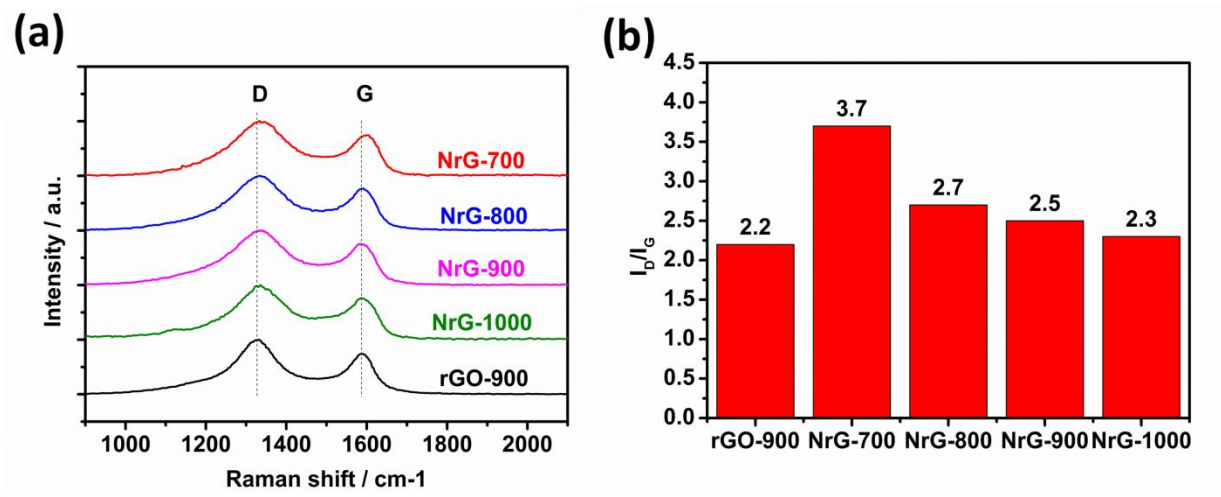 (a)
D G
NrG-700
NrG-800
NrG-900
NrG-1000
rGO-900
Intensity / a.u.
1000 1200 1400 1600 1800 2000
Raman shift / cm-1
(b)
4.5
4.0
3.5
3.0
2.5
2.0
1.5
1.0
0.5
0.0
I_D/I_G
2.2
3.7
2.7
2.5
2.3
rGO-900 NrG-700 NrG-800 NrG-900 NrG-1000